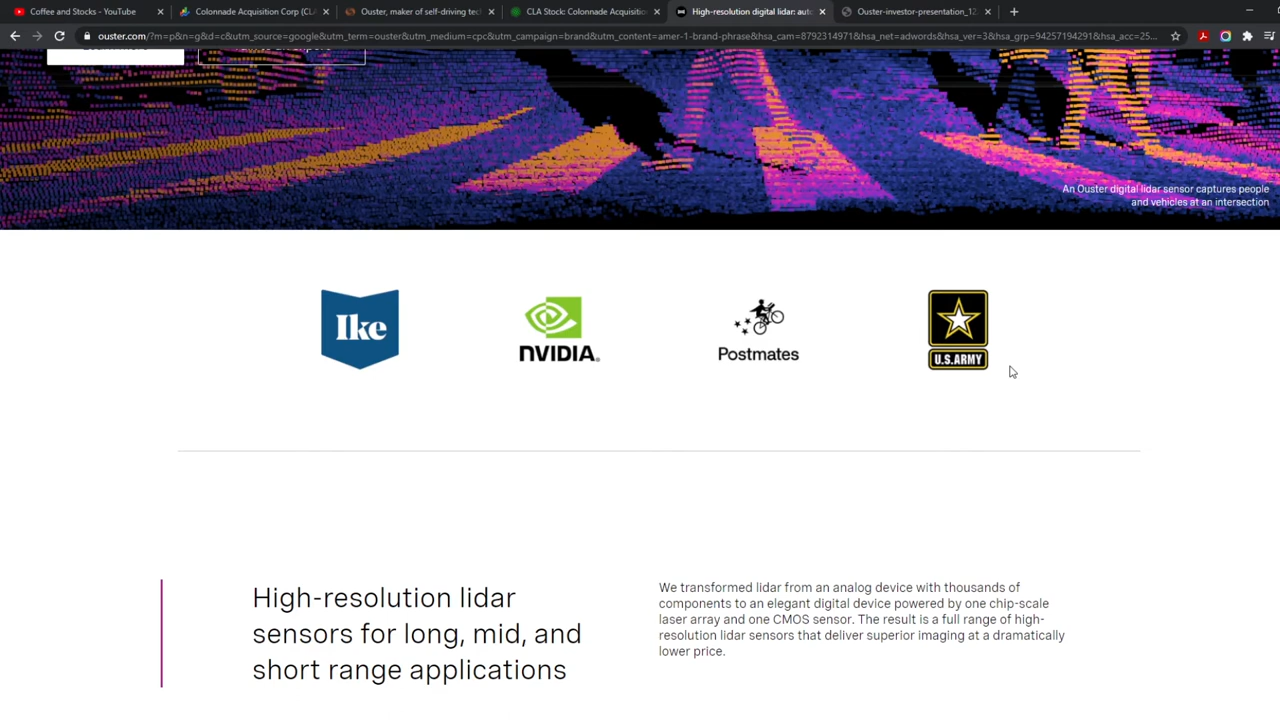 Coffee and Stocks - YouTube
Colonnade Acquisition Corp (CLA
Ouster, maker of self-driving tec
CLA Stock: Colonnade Acquisitio
High-resolution digital lidar: aut
Ouster-investor-presentation_12
ouster.com/?m=p&n=g&d=c&utm_source=google&utm_term=ouster&utm_medium=cpc&utm_campaign=brand&utm_content=amer-1-brand-phrase&hsa_cam=8792314971&hsa_net=adwords&hsa_ver=3&hsa_grp=94257194291&hsa_acc=25...
An Ouster digital lidar sensor captures people
and vehicles at an intersection
Ike
NVIDIA.
Postmates
U.S.ARMY
High-resolution lidar
sensors for long, mid, and
short range applications
We transformed lidar from an analog device with thousands of
components to an elegant digital device powered by one chip-scale
laser array and one CMOS sensor. The result is a full range of high-
resolution lidar sensors that deliver superior imaging at a dramatically
lower price.